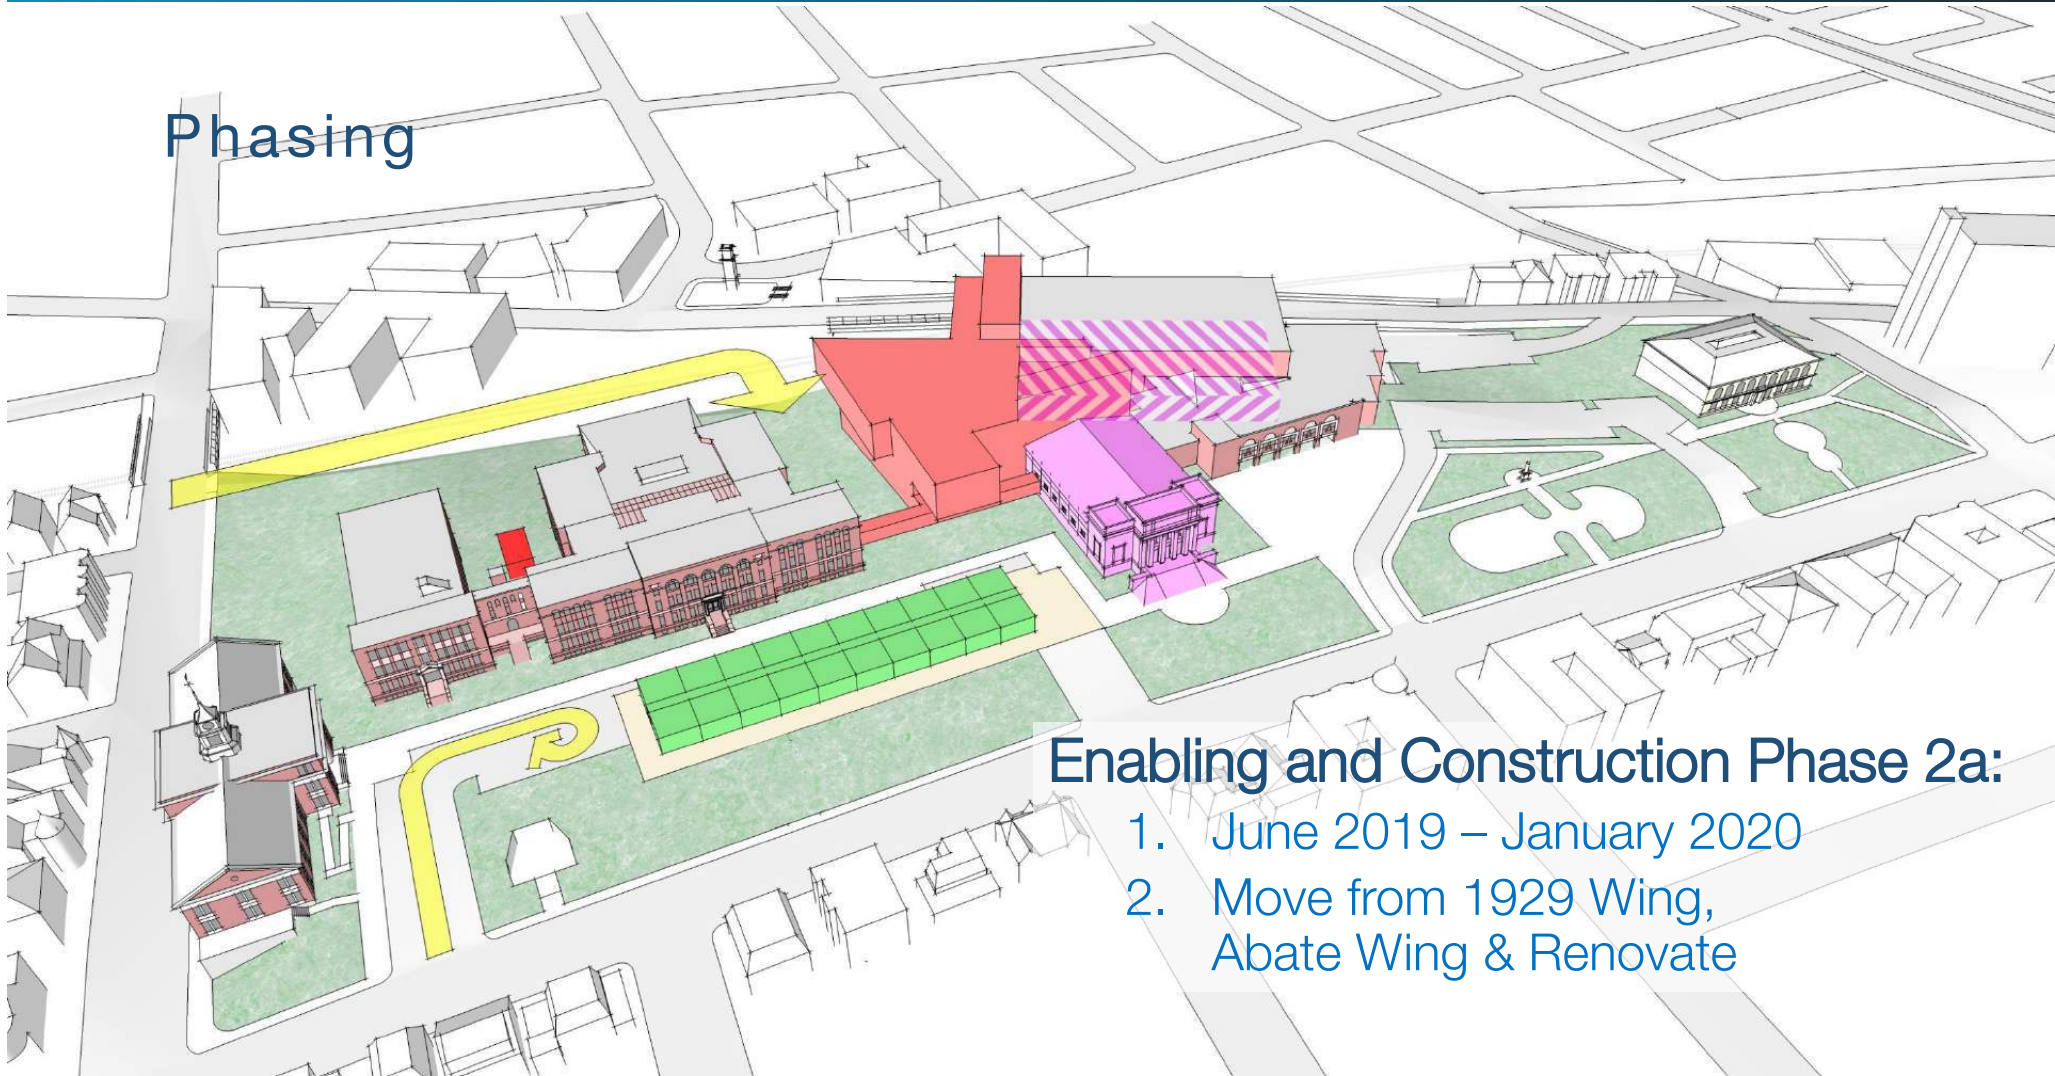 Phasing
Enabling and Construction Phase 2a:
1. June 2019 – January 2020
2. Move from 1929 Wing,
Abate Wing & Renovate